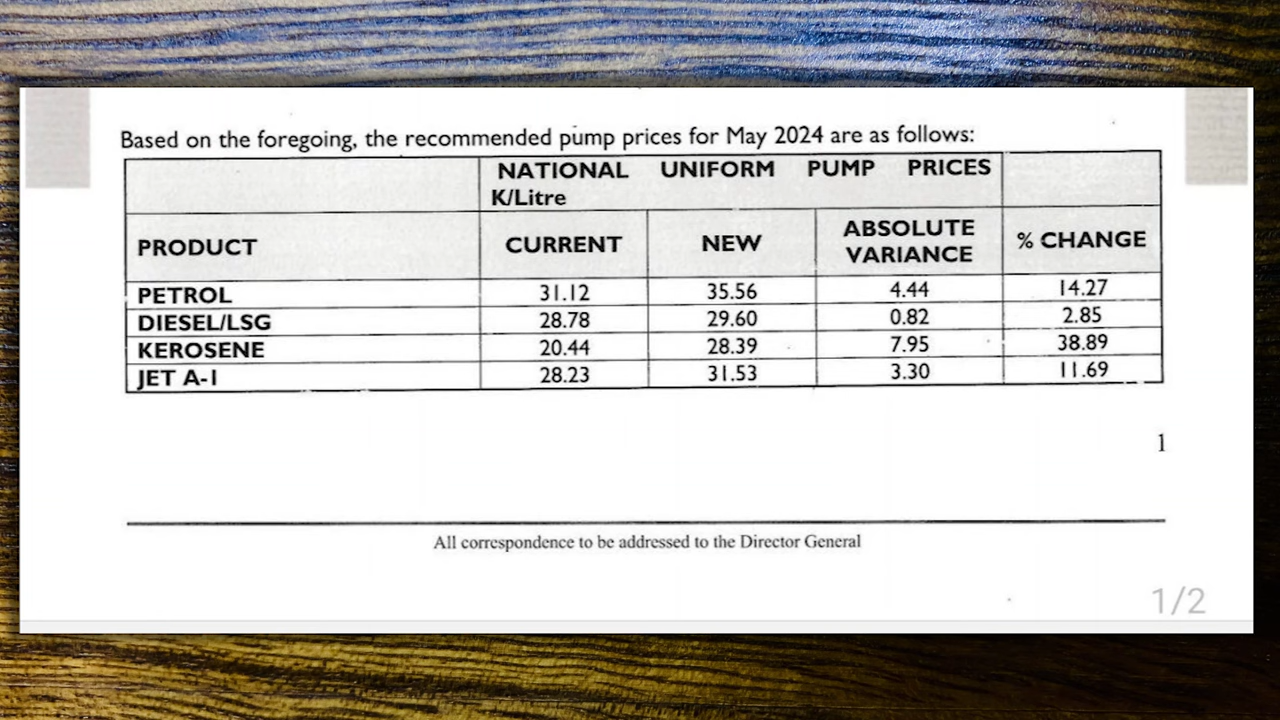 Based on the foregoing, the recommended pump prices for May 2024 are as follows:
NATIONAL UNIFORM PUMP PRICES
K/Litre
PRODUCT CURRENT NEW ABSOLUTE VARIANCE % CHANGE
PETROL 31.12 35.56 4.44 14.27
DIESEL/LSG 28.78 29.60 0.82 2.85
KEROSENE 20.44 28.39 7.95 38.89
JET A-1 28.23 31.53 3.30 11.69
1
All correspondence to be addressed to the Director General
1/2